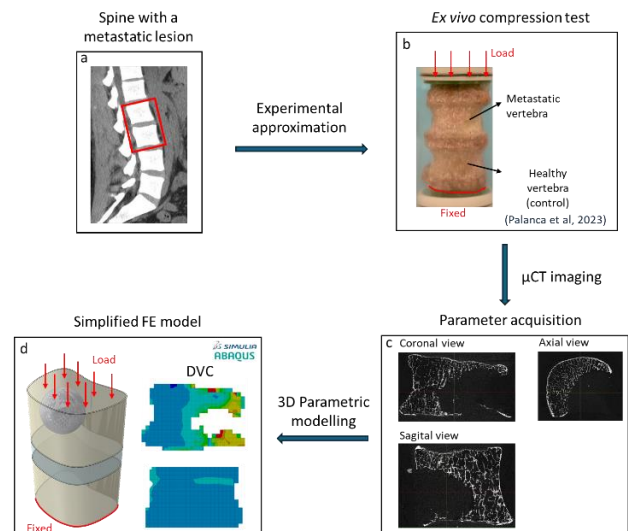 Spine with a
metastatic lesion
a
Experimental
approximation
Ex vivo compression test
b
Load
Metastatic
vertebra
Healthy
vertebra
(control)
Fixed
(Palanca et al, 2023)
µCT imaging
Parameter acquisition
c
Coronal view
Axial view
Sagital view
3D Parametric
modelling
Simplified FE model
d
SIMULIA
ABAQUS
Load
DVC
Fixed